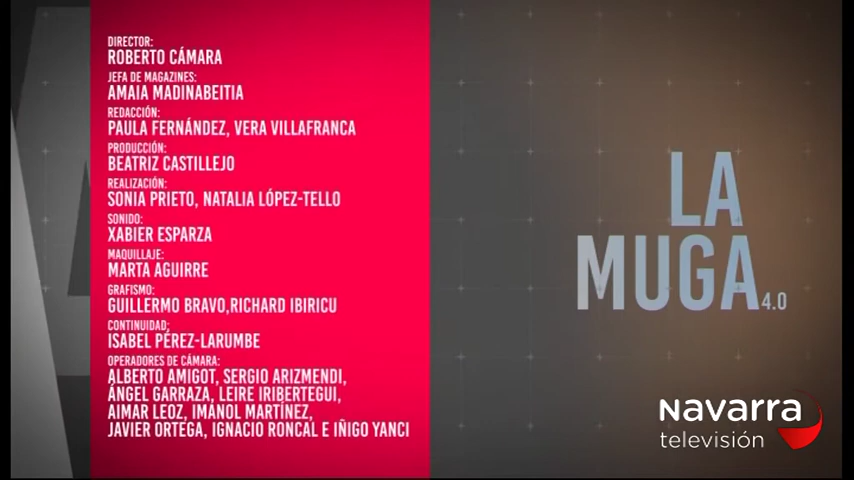 DIRECTOR:
ROBERTO CÁMARA
JEFA DE MAGAZINES:
AMAIA MADINABEITIA
REDACCIÓN:
PAULA FERNÁNDEZ, VERA VILLAFRANCA
PRODUCCIÓN:
BEATRIZ CASTILLEJO
REALIZACIÓN:
SONIA PRIETO, NATALIA LÓPEZ-TELLO
SONIDO:
XABIER ESPARZA
MAQUILLAJE:
MARTA AGUIRRE
GRAFISMO:
GUILLERMO BRAVO,RICHARD IBIRICU
CONTINUIDAD;
ISABEL PÉREZ-LARUMBE
OPERADORES DE CÁMARA:
ALBERTO AMIGOT, SERGIO ARIZMENDI,
ÁNGEL GARRAZA, LEIRE IRIBERTEGUI,
AIMAR LEOZ, IMANOL MARTÍNEZ,
JAVIER ORTEGA, IGNACIO RONCAL E IÑIGO YANCI
LA
MUGA 4.0
Navarra
televisión